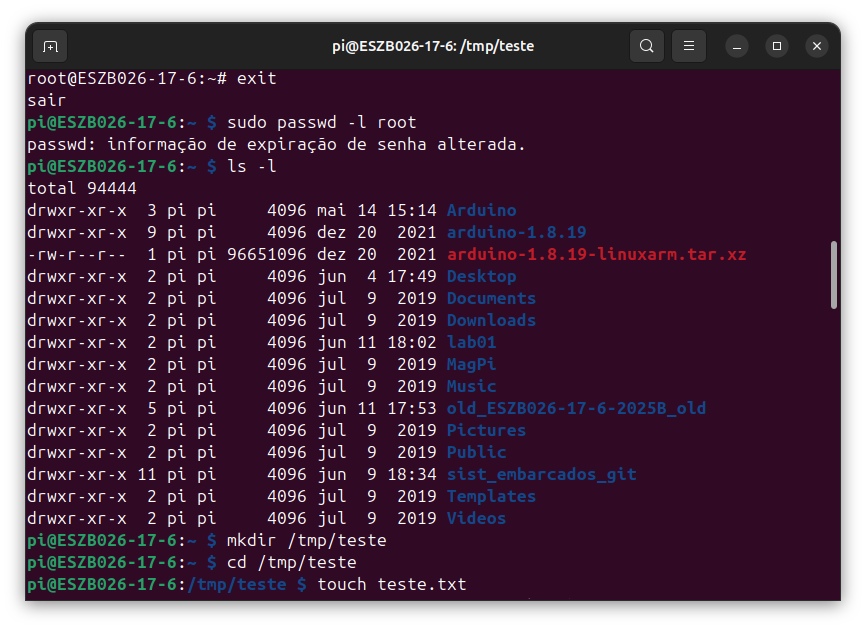 pi@ESZB026-17-6: /tmp/teste
root@ESZB026-17-6:~# exit
sair
pi@ESZB026-17-6:~ $ sudo passwd -l root
passwd: informação de expiração de senha alterada.
pi@ESZB026-17-6:~ $ ls -l
total 94444
drwxr-xr-x  3 pi pi     4096 mai 14 15:14 Arduino
drwxr-xr-x  9 pi pi     4096 dez 20  2021 arduino-1.8.19
-rw-r--r--  1 pi pi 96651096 dez 20  2021 arduino-1.8.19-linuxarm.tar.xz
drwxr-xr-x  2 pi pi     4096 jun  4 17:49 Desktop
drwxr-xr-x  2 pi pi     4096 jul  9  2019 Documents
drwxr-xr-x  2 pi pi     4096 jul  9  2019 Downloads
drwxr-xr-x  2 pi pi     4096 jun 11 18:02 lab01
drwxr-xr-x  2 pi pi     4096 jul  9  2019 MagPi
drwxr-xr-x  2 pi pi     4096 jul  9  2019 Music
drwxr-xr-x  5 pi pi     4096 jun 11 17:53 old_ESZB026-17-6-2025B_old
drwxr-xr-x  2 pi pi     4096 jul  9  2019 Pictures
drwxr-xr-x  2 pi pi     4096 jul  9  2019 Public
drwxr-xr-x 11 pi pi     4096 jun  9 18:34 sist_embarcados_git
drwxr-xr-x  2 pi pi     4096 jul  9  2019 Templates
drwxr-xr-x  2 pi pi     4096 jul  9  2019 Videos
pi@ESZB026-17-6:~ $ mkdir /tmp/teste
pi@ESZB026-17-6:~ $ cd /tmp/teste
pi@ESZB026-17-6:/tmp/teste $ touch teste.txt